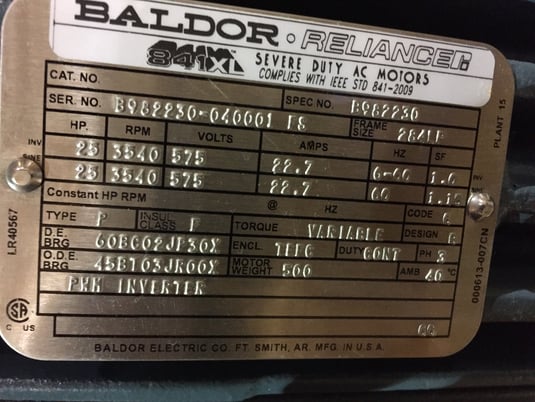 BALDOR · RELIANCE
841XL SEVERE DUTY AC MOTORS
COMPLIES WITH IEEE STD 841-2009
CAT. NO.
SER. NO. B982230-040001 ES SPEC NO. B982230
HP. RPM VOLTS AMPS FRAME SIZE HZ SF
INV 25 3540 575 22.7 6-60 1.0 INV
SINE 25 3540 575 22.7 60 1.15
Constant HP RPM @ HZ CODE G
TYPE P INSUL CLASS F TORQUE VARIABLE DESIGN
D.E. BRG 60BC02JP30X ENCL. TEFC DUTY CONT PH 3
O.D.E. BRG 45BT03JR00X MOTOR WEIGHT 500 AMB 40 °C
PWM INVERTER
CC
C US
BALDOR ELECTRIC CO. FT. SMITH, AR. MFG. IN U.S.A.
LR40567
PLANT 15
000613-007CN